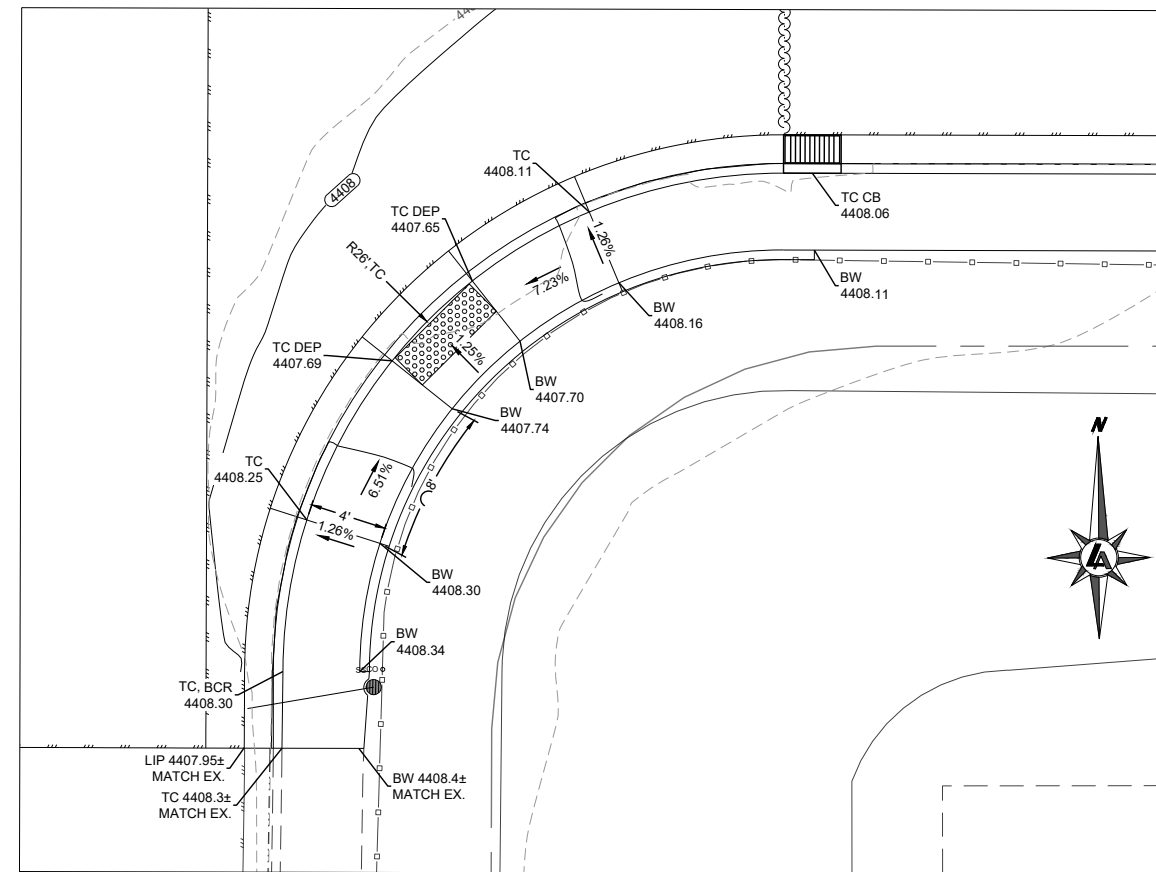 TC
4408.11
TC DEP
4407.65
4408
R26', TC
TC CB
4408.06
1.26%
7.23%
BW
4408.11
BW
4408.16
TC DEP
4407.69
1.25%
BW
4407.70
BW
4407.74
N
TC
4408.25
6.51%
8'
4'
1.26%
BW
4408.30
BW
4408.34
TC, BCR
4408.30
LIP 4407.95±
MATCH EX.
BW 4408.4±
MATCH EX.
TC 4408.3±
MATCH EX.